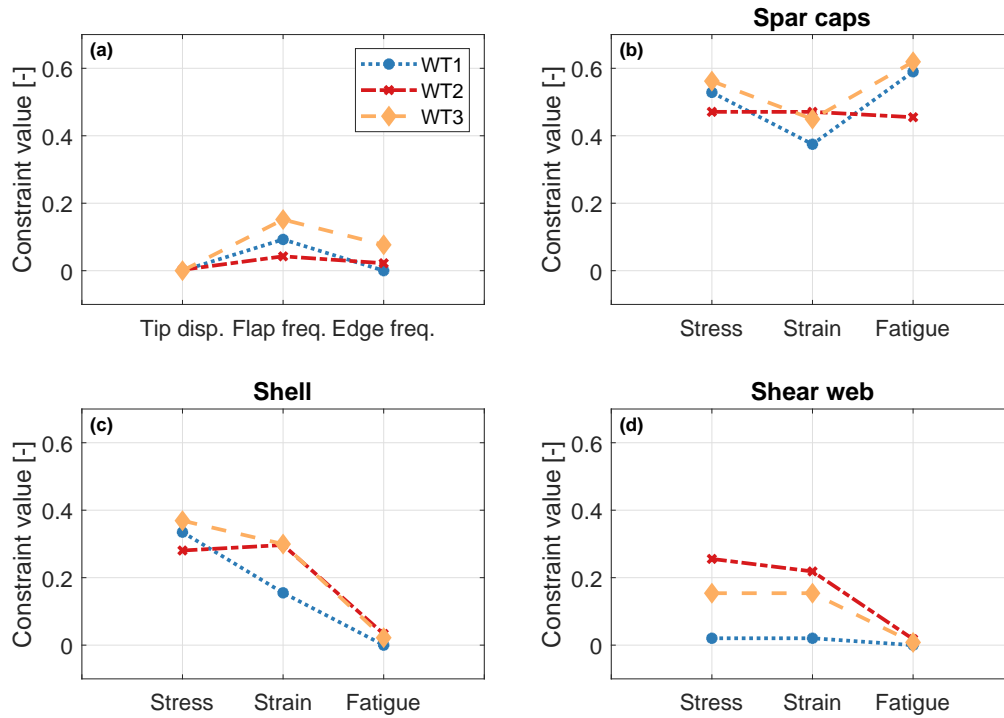 (a)
WT1
WT2
WT3
Constraint value [-]
0.6
0.4
0.2
0
Tip disp. Flap freq. Edge freq.
Spar caps
(b)
Constraint value [-]
0.6
0.4
0.2
0
Stress Strain Fatigue
Shell
(c)
Constraint value [-]
0.6
0.4
0.2
0
Stress Strain Fatigue
Shear web
(d)
Constraint value [-]
0.6
0.4
0.2
0
Stress Strain Fatigue